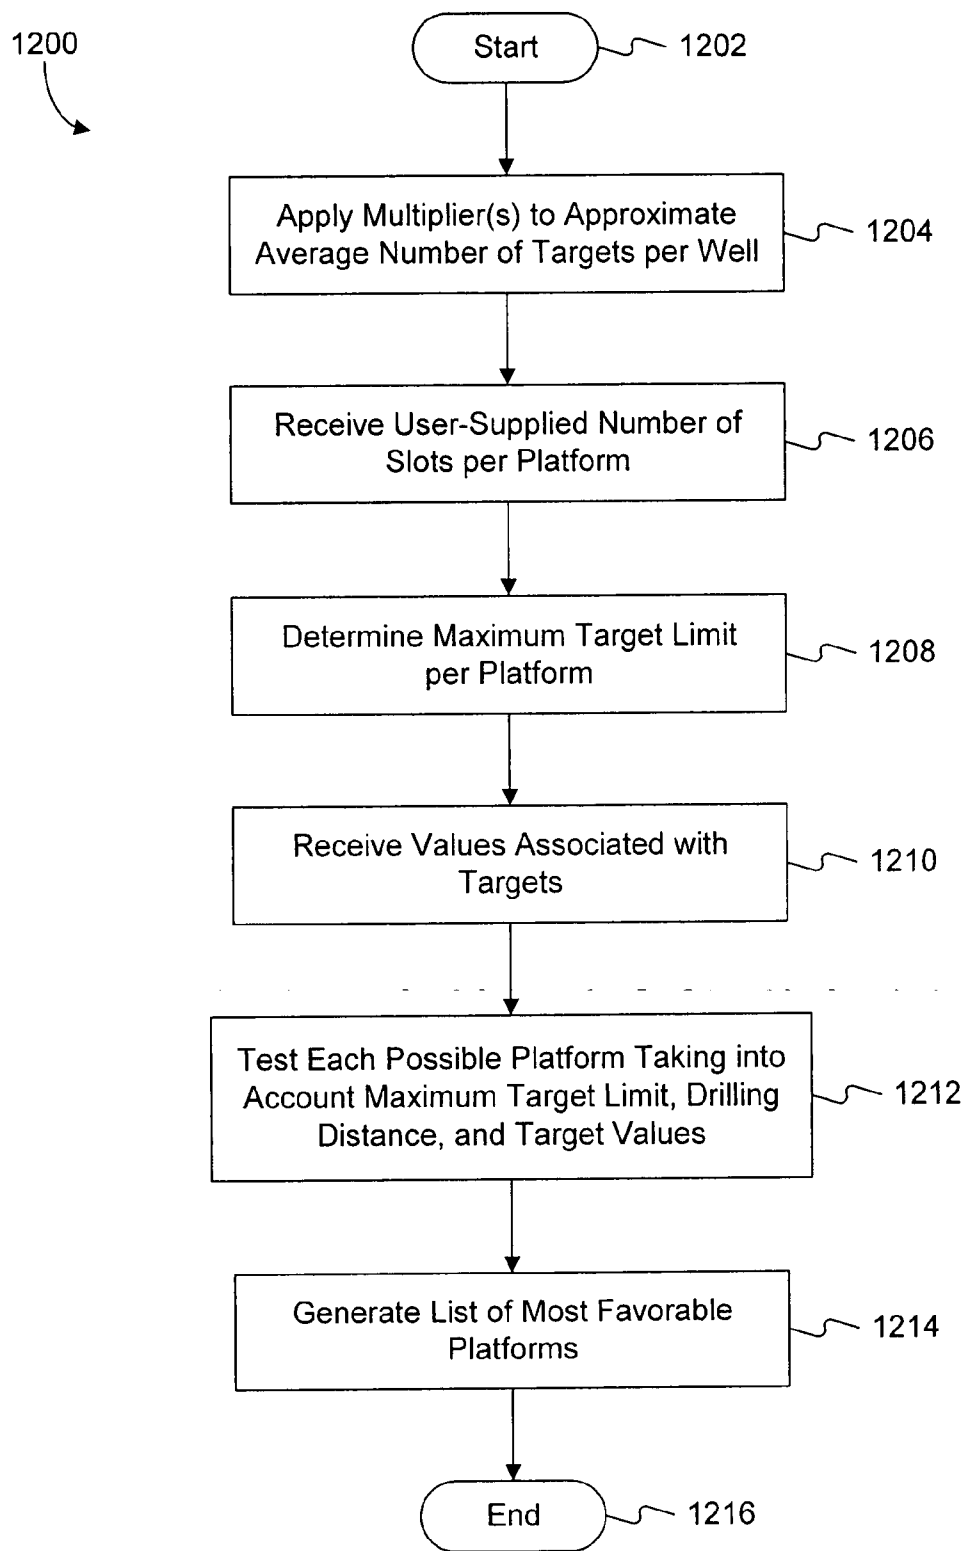 1200
Start
1202
Apply Multiplier(s) to Approximate
Average Number of Targets per Well
1204
Receive User-Supplied Number of
Slots per Platform
1206
Determine Maximum Target Limit
per Platform
1208
Receive Values Associated with
Targets
1210
Test Each Possible Platform Taking into
Account Maximum Target Limit, Drilling
Distance, and Target Values
1212
Generate List of Most Favorable
Platforms
1214
End
1216